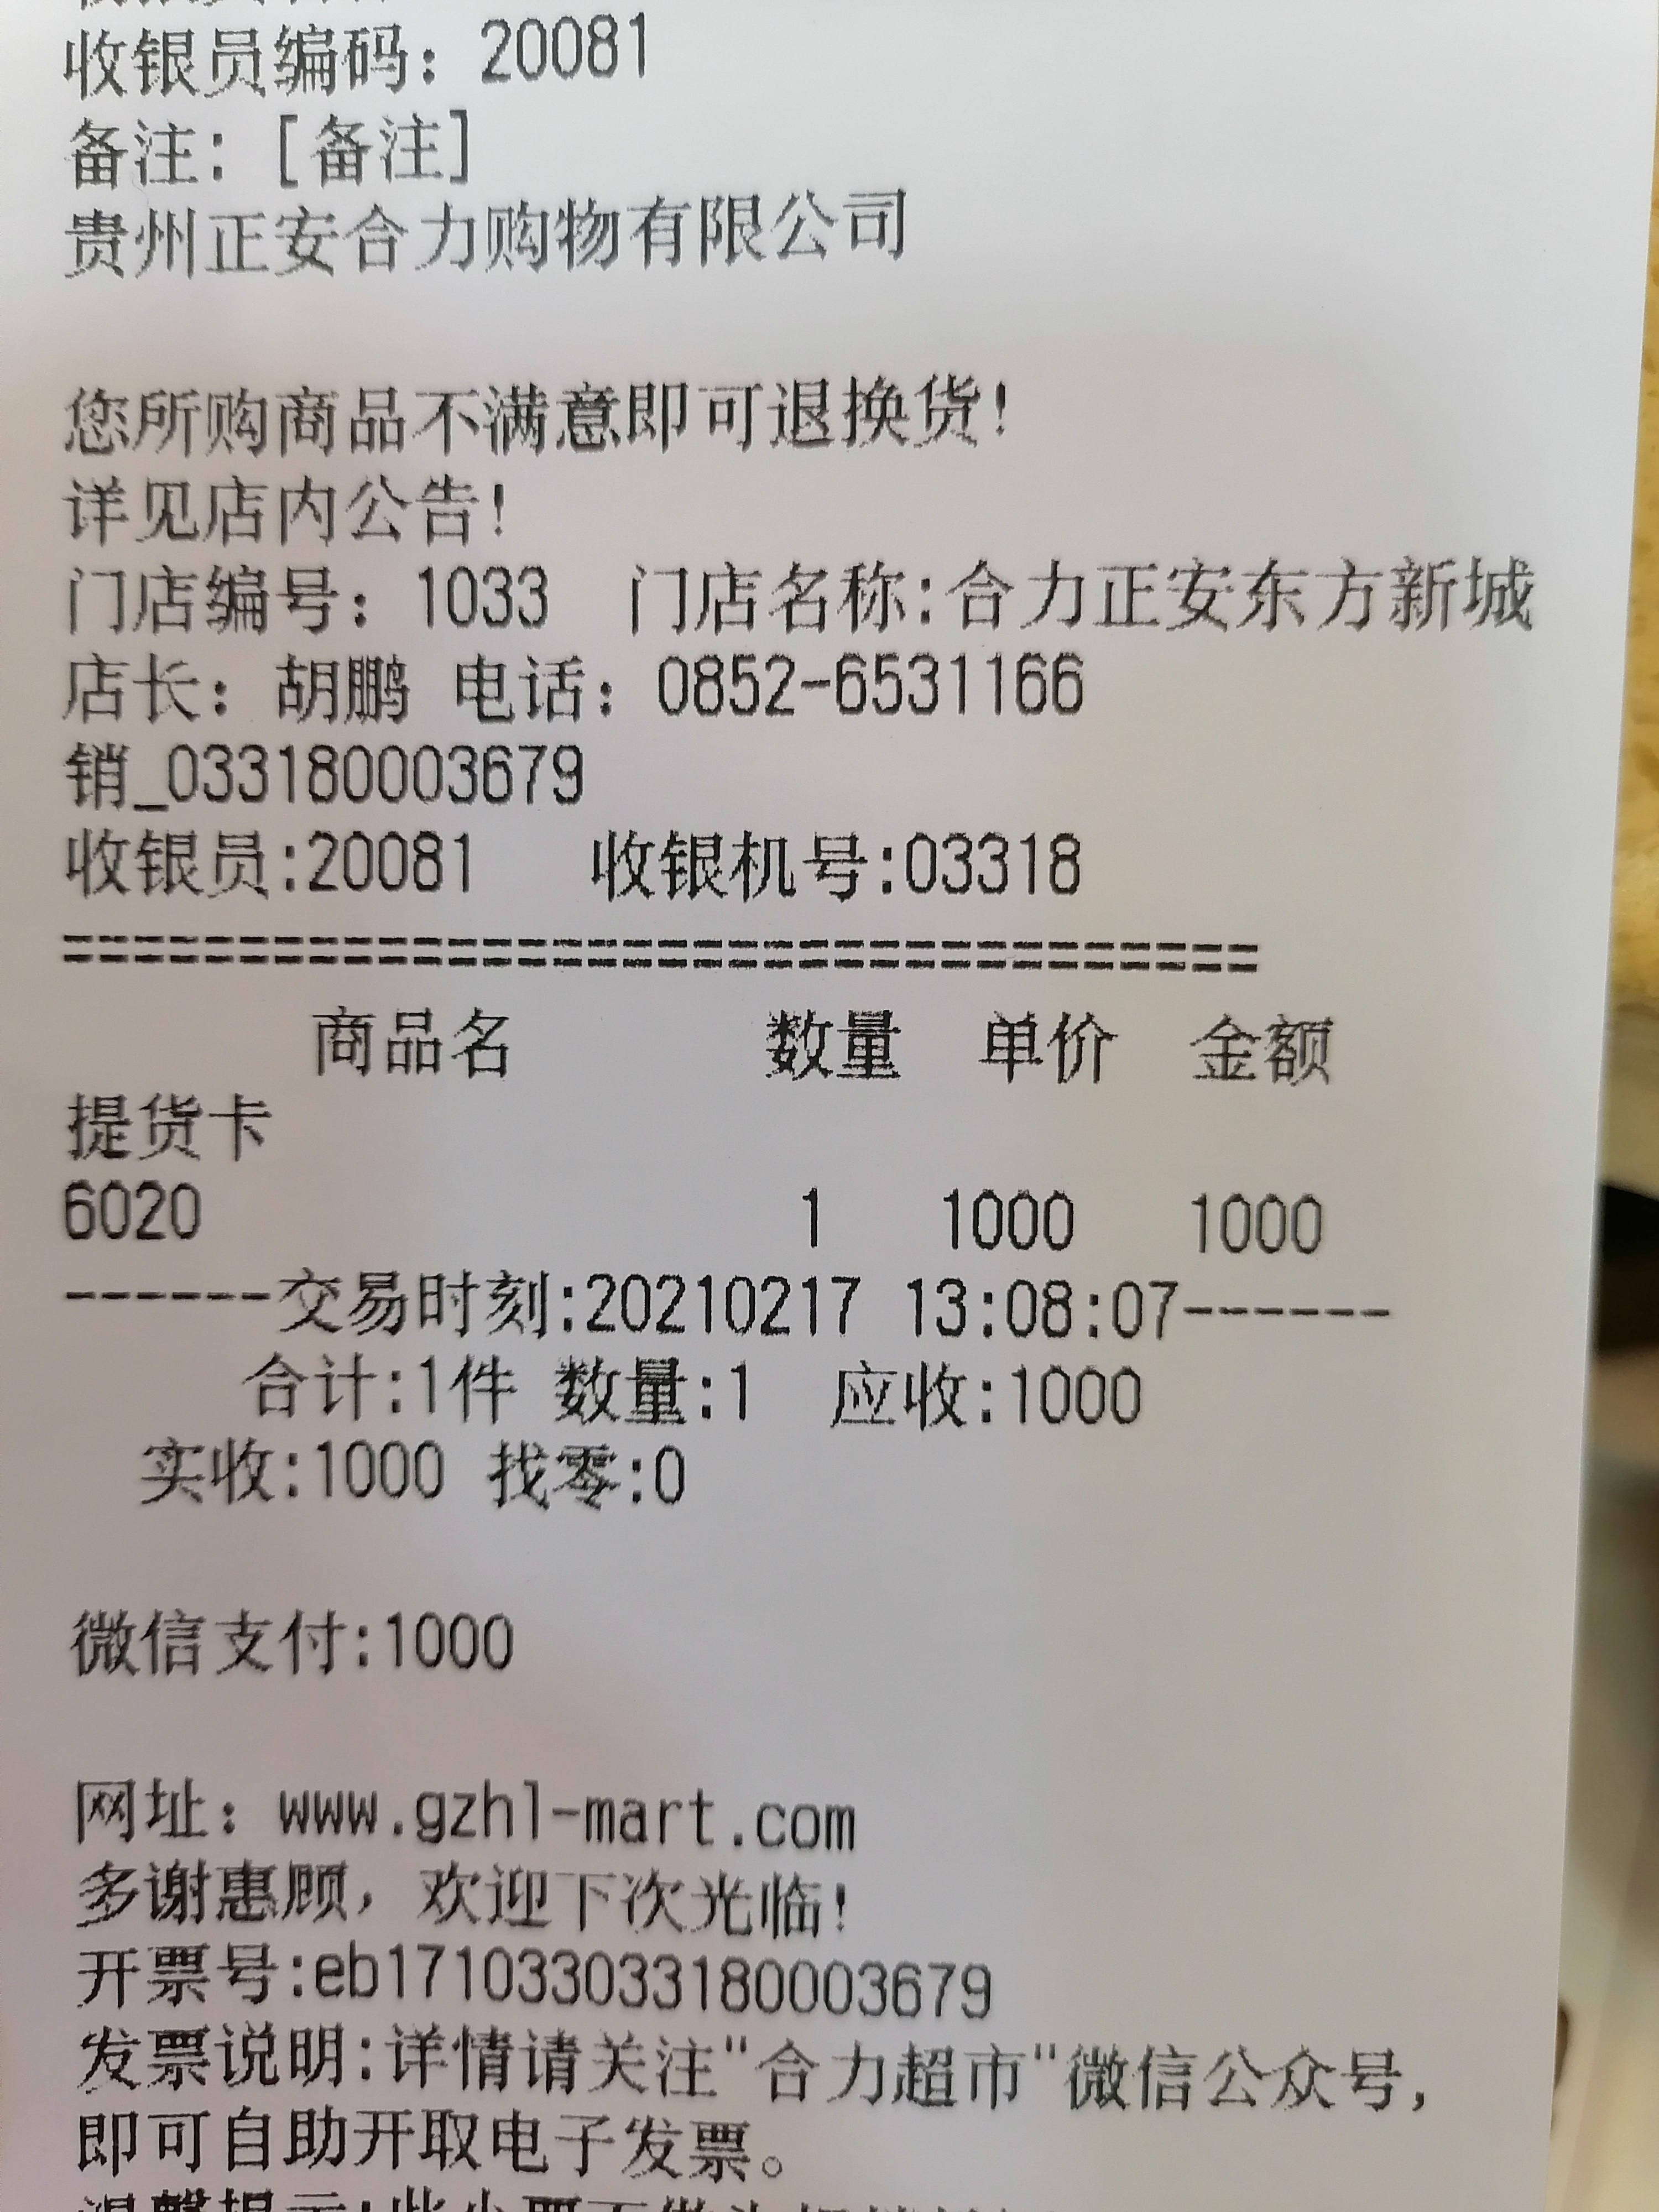 收银员编码：20081
备注：[备注]
贵州正安合力购物有限公司
您所购商品不满意即可退换货！
详见店内公告！
门店编号：1033 门店名称:合力正安东方新城
店长：胡鹏 电话：0852-6531166
销_033180003679
收银员:20081 收银机号:03318
==================================
商品名 数量 单价 金额
提货卡
6020 1 1000 1000
------交易时刻:20210217 13:08:07------
合计:1件 数量:1 应收:1000
实收:1000 找零:0
微信支付:1000
网址：www.gzhl-mart.com
多谢惠顾，欢迎下次光临！
开票号:eb171033033180003679
发票说明:详情请关注"合力超市"微信公众号，
即可自助开取电子发票。